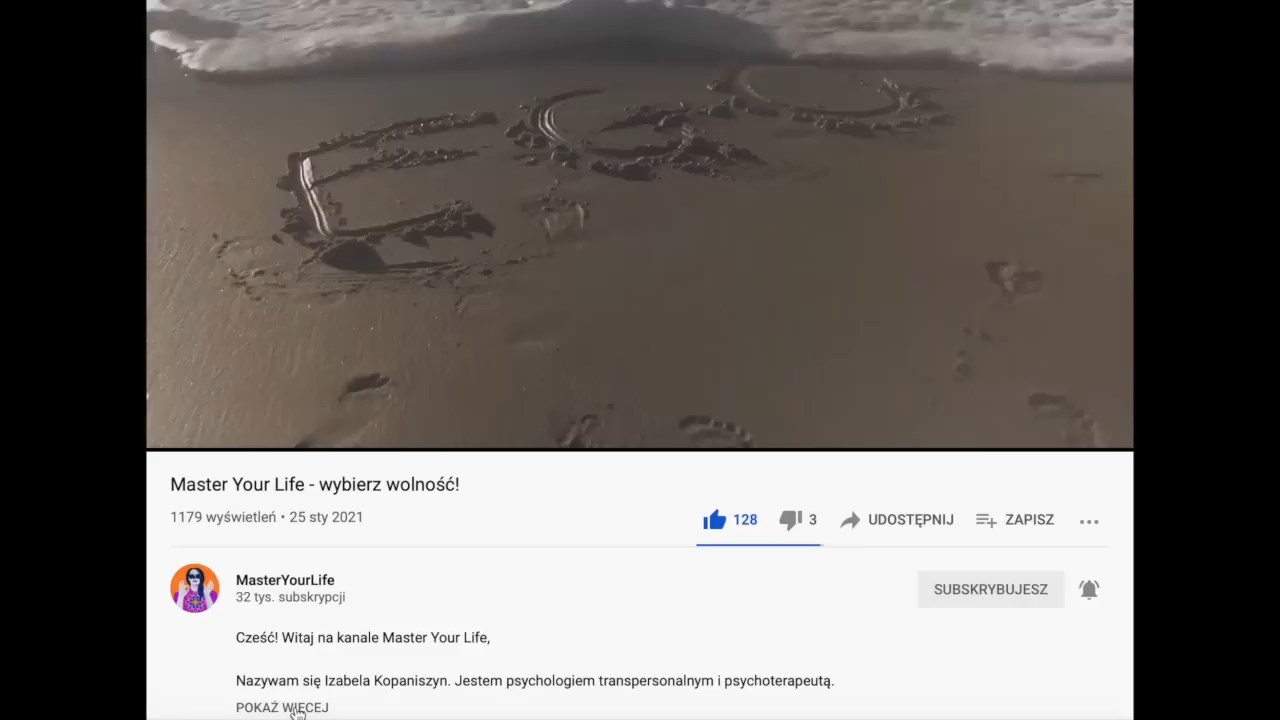 EGO
Master Your Life - wybierz wolność!
1179 wyświetleń • 25 sty 2021
128
3
UDOSTĘPNIJ
ZAPISZ
MasterYourLife
32 tys. subskrypcji
SUBSKRYBUJESZ
Cześć! Witaj na kanale Master Your Life,
Nazywam się Izabela Kopaniszyn. Jestem psychologiem transpersonalnym i psychoterapeutą.
POKAŻ WIĘCEJ